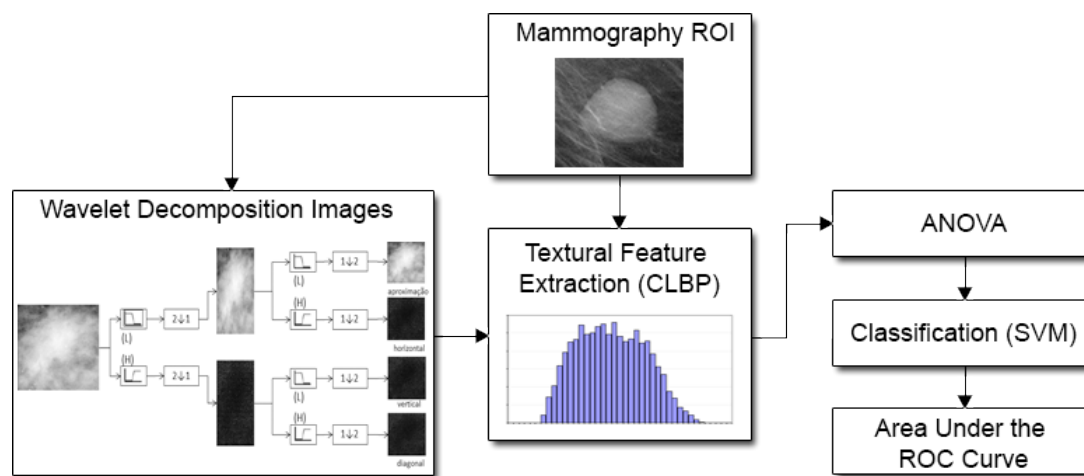 Mammography ROI
Wavelet Decomposition Images
(L)
2↓1
(H)
2↓1
(L)
1↓2
aproximação
(H)
1↓2
horizontal
(L)
1↓2
vertical
(H)
1↓2
diagonal
Textural Feature
Extraction (CLBP)
ANOVA
Classification (SVM)
Area Under the
ROC Curve